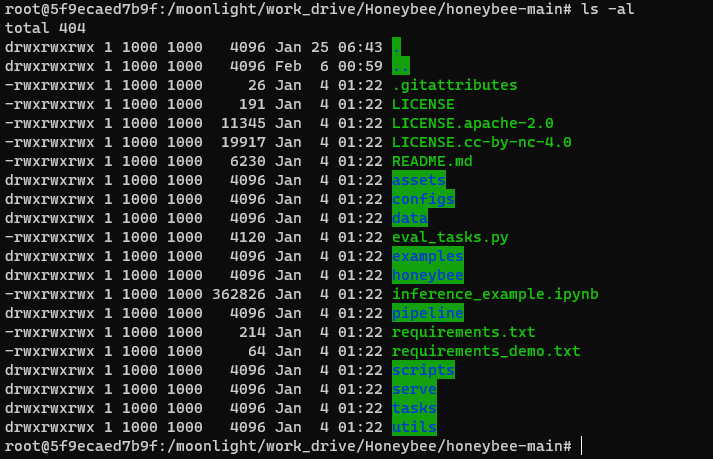 root@5f9ecaed7b9f:/moonlight/work_drive/Honeybee/honeybee-main# ls -al
total 404
drwxrwxrwx 1 1000 1000   4096 Jan 25 06:43 .
drwxrwxrwx 1 1000 1000   4096 Feb  6 00:59 ..
-rwxrwxrwx 1 1000 1000     26 Jan  4 01:22 .gitattributes
-rwxrwxrwx 1 1000 1000    191 Jan  4 01:22 LICENSE
-rwxrwxrwx 1 1000 1000  11345 Jan  4 01:22 LICENSE.apache-2.0
-rwxrwxrwx 1 1000 1000  19917 Jan  4 01:22 LICENSE.cc-by-nc-4.0
-rwxrwxrwx 1 1000 1000   6230 Jan  4 01:22 README.md
drwxrwxrwx 1 1000 1000   4096 Jan  4 01:22 assets
drwxrwxrwx 1 1000 1000   4096 Jan  4 01:22 configs
drwxrwxrwx 1 1000 1000   4096 Jan  4 01:22 data
-rwxrwxrwx 1 1000 1000   4120 Jan  4 01:22 eval_tasks.py
drwxrwxrwx 1 1000 1000   4096 Jan  4 01:22 examples
drwxrwxrwx 1 1000 1000   4096 Jan  4 01:22 honeybee
-rwxrwxrwx 1 1000 1000 362826 Jan  4 01:22 inference_example.ipynb
drwxrwxrwx 1 1000 1000   4096 Jan  4 01:22 pipeline
-rwxrwxrwx 1 1000 1000    214 Jan  4 01:22 requirements.txt
-rwxrwxrwx 1 1000 1000     64 Jan  4 01:22 requirements_demo.txt
drwxrwxrwx 1 1000 1000   4096 Jan  4 01:22 scripts
drwxrwxrwx 1 1000 1000   4096 Jan  4 01:22 serve
drwxrwxrwx 1 1000 1000   4096 Jan  4 01:22 tasks
drwxrwxrwx 1 1000 1000   4096 Jan  4 01:22 utils
root@5f9ecaed7b9f:/moonlight/work_drive/Honeybee/honeybee-main#